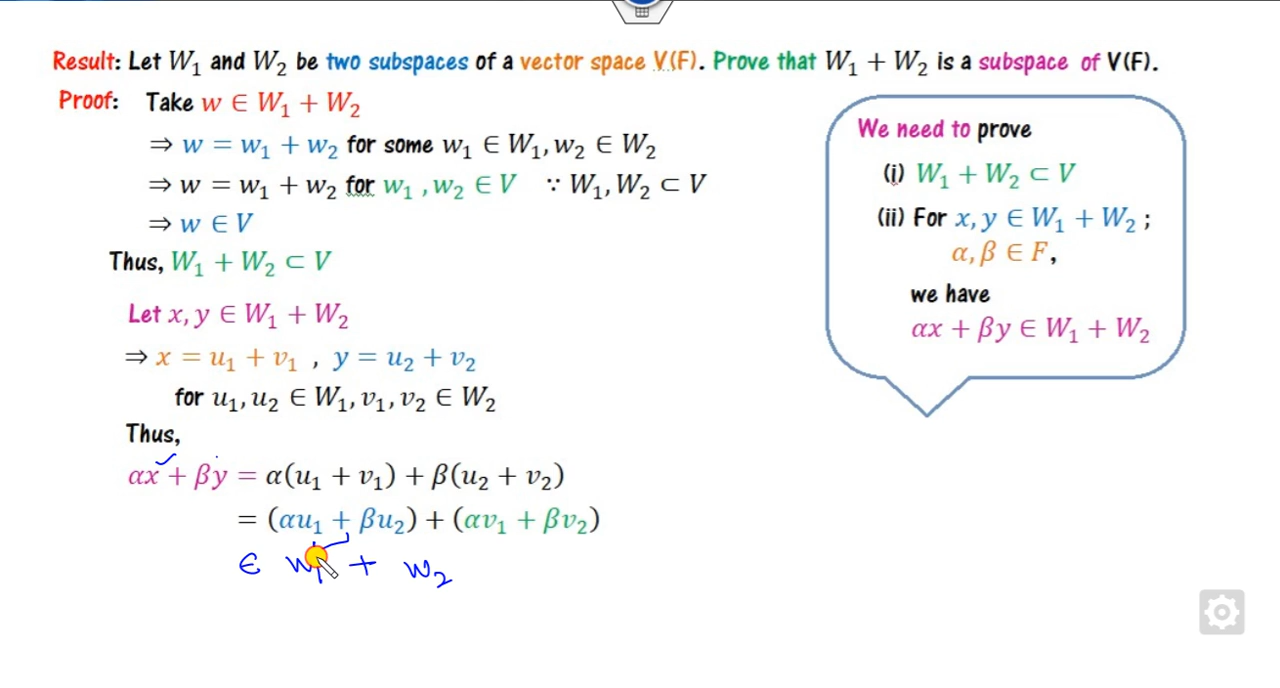 Result: Let W₁ and W₂ be two subspaces of a vector space V(F). Prove that W₁ + W₂ is a subspace of V(F).
Proof: Take w ∈ W₁ + W₂
⇒ w = w₁ + w₂ for some w₁ ∈ W₁, w₂ ∈ W₂
⇒ w = w₁ + w₂ for w₁ , w₂ ∈ V ∵ W₁, W₂ ⊂ V
⇒ w ∈ V
Thus, W₁ + W₂ ⊂ V
Let x, y ∈ W₁ + W₂
⇒ x = u₁ + v₁ , y = u₂ + v₂
for u₁, u₂ ∈ W₁, v₁, v₂ ∈ W₂
Thus,
αx + βy = α(u₁ + v₁) + β(u₂ + v₂)
= (αu₁ + βu₂) + (αv₁ + βv₂)
∈ W₁ + W₂
We need to prove
(i) W₁ + W₂ ⊂ V
(ii) For x, y ∈ W₁ + W₂ ;
α, β ∈ F,
we have
αx + βy ∈ W₁ + W₂